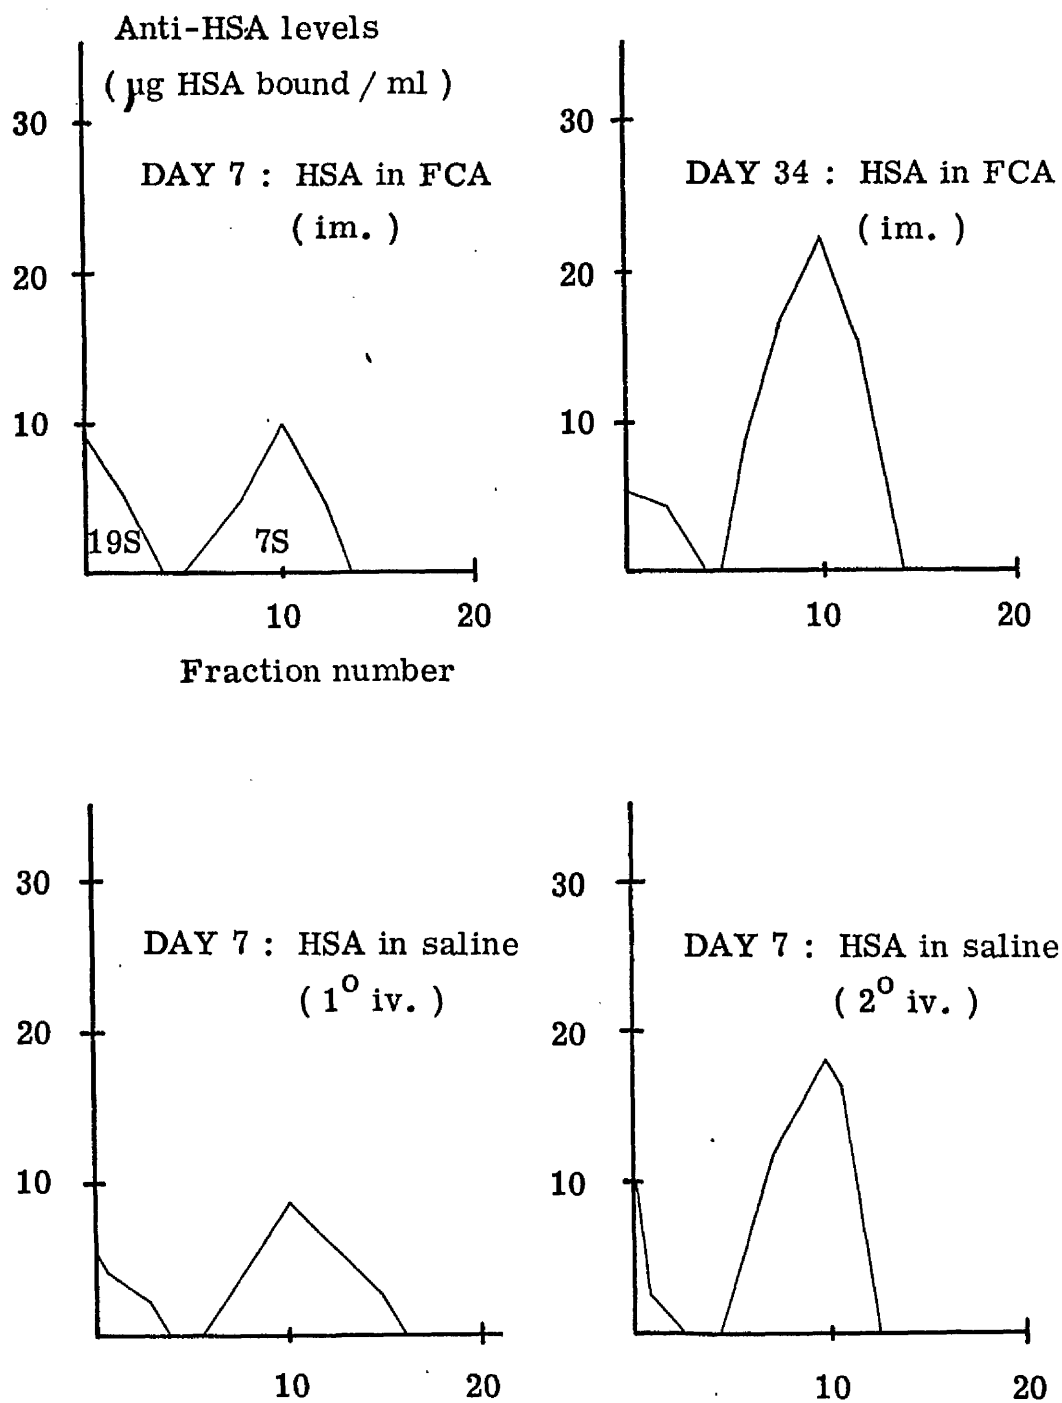 Anti-HSA levels
( µg HSA bound / ml )
30
20
10
DAY 7 : HSA in FCA
( im. )
19S
7S
10
20
Fraction number
30
20
10
DAY 34 : HSA in FCA
( im. )
10
20
30
20
10
DAY 7 : HSA in saline
( 1° iv. )
10
20
30
20
10
DAY 7 : HSA in saline
( 2° iv. )
10
20